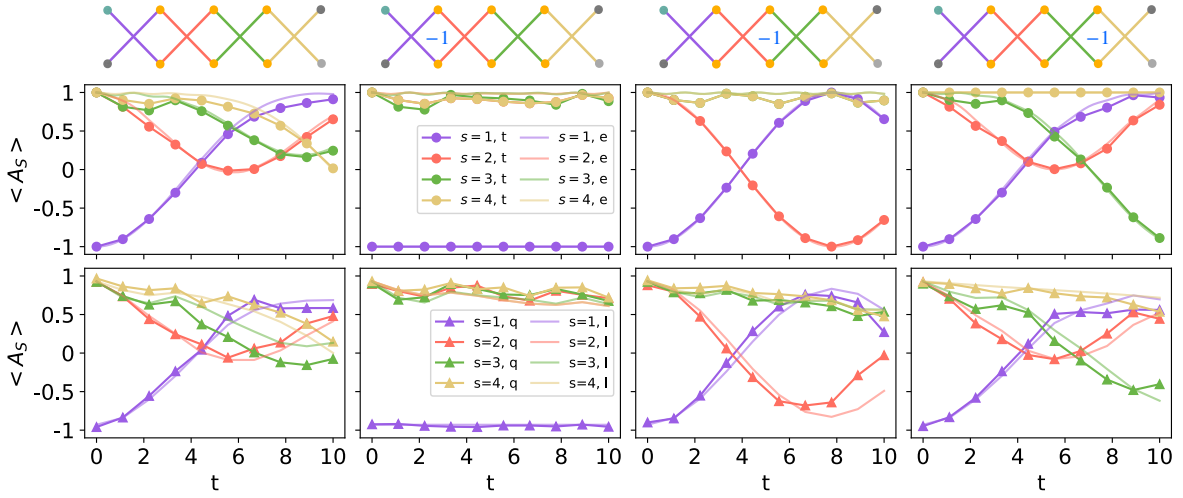 −1
−1
−1
1
0.5
0
-0.5
-1
< A_S >
s = 1, t
s = 1, e
s = 2, t
s = 2, e
s = 3, t
s = 3, e
s = 4, t
s = 4, e
1
0.5
0
-0.5
-1
< A_S >
s=1, q
s=1, l
s=2, q
s=2, l
s=3, q
s=3, l
s=4, q
s=4, l
0 2 4 6 8 10
0 2 4 6 8 10
0 2 4 6 8 10
0 2 4 6 8 10
t
t
t
t